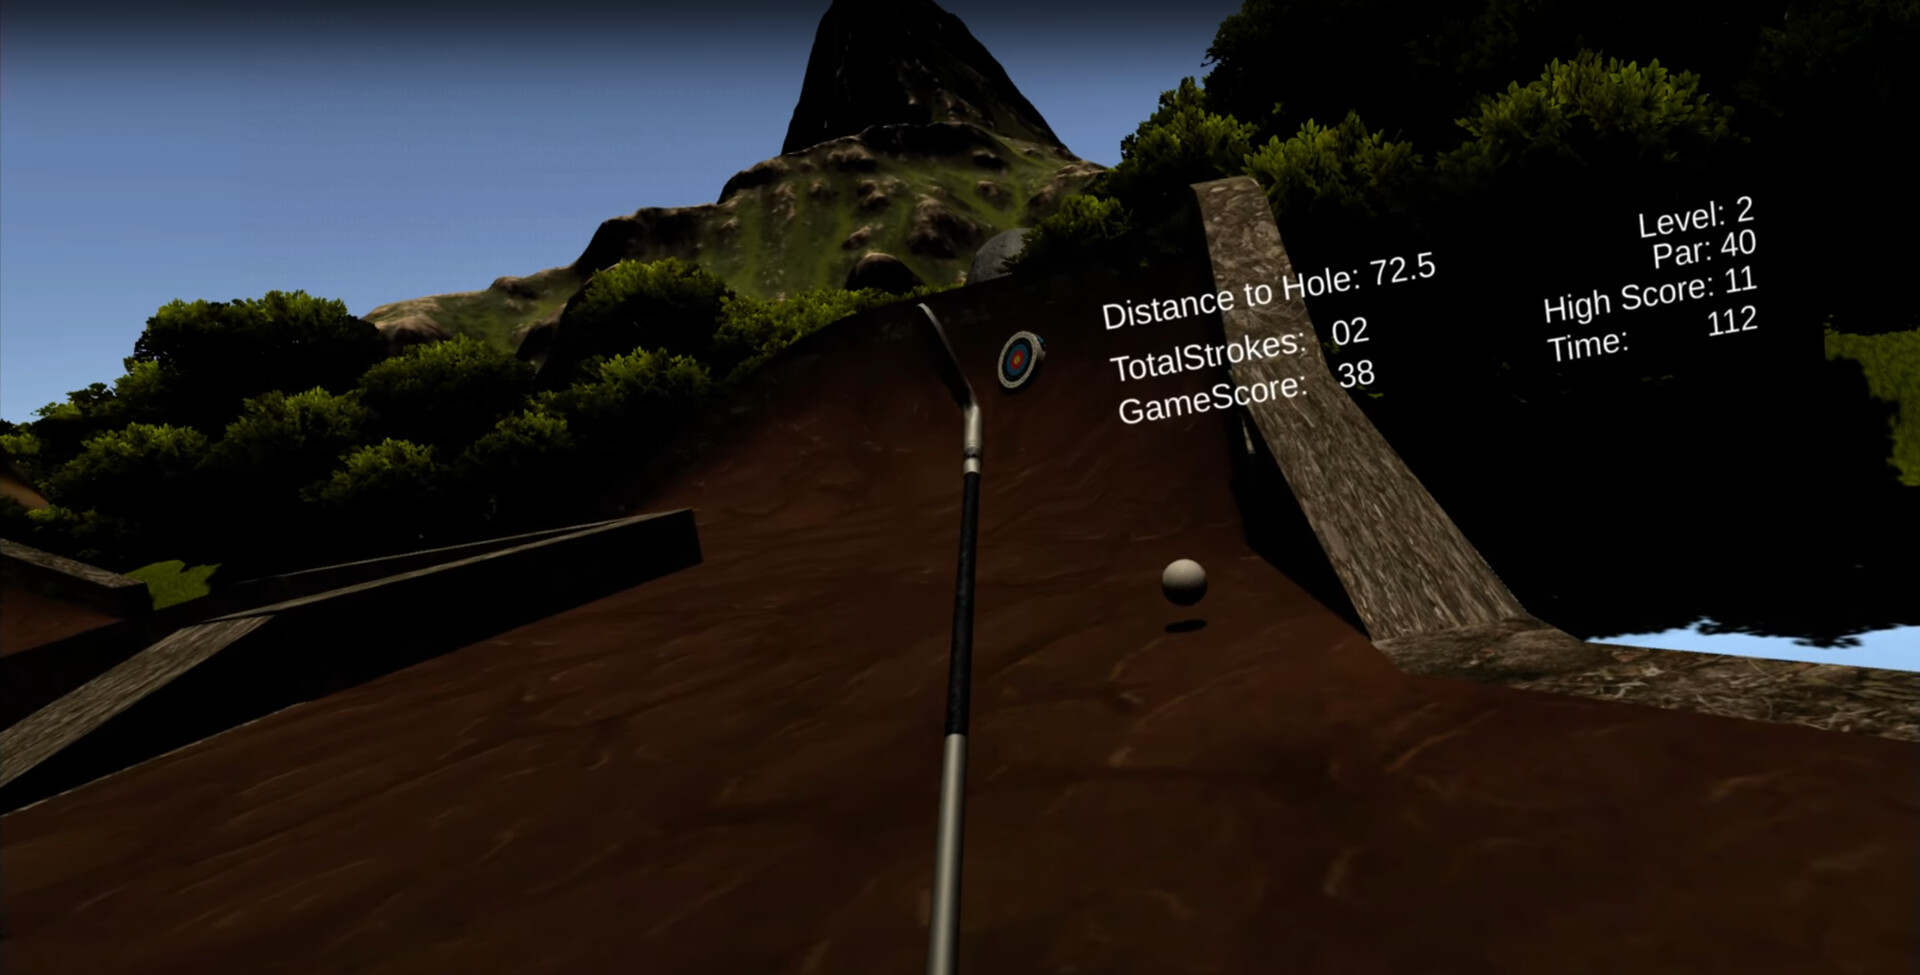 Distance to Hole: 72.5
TotalStrokes: 02
GameScore: 38
Level: 2
Par: 40
High Score: 11
Time: 112